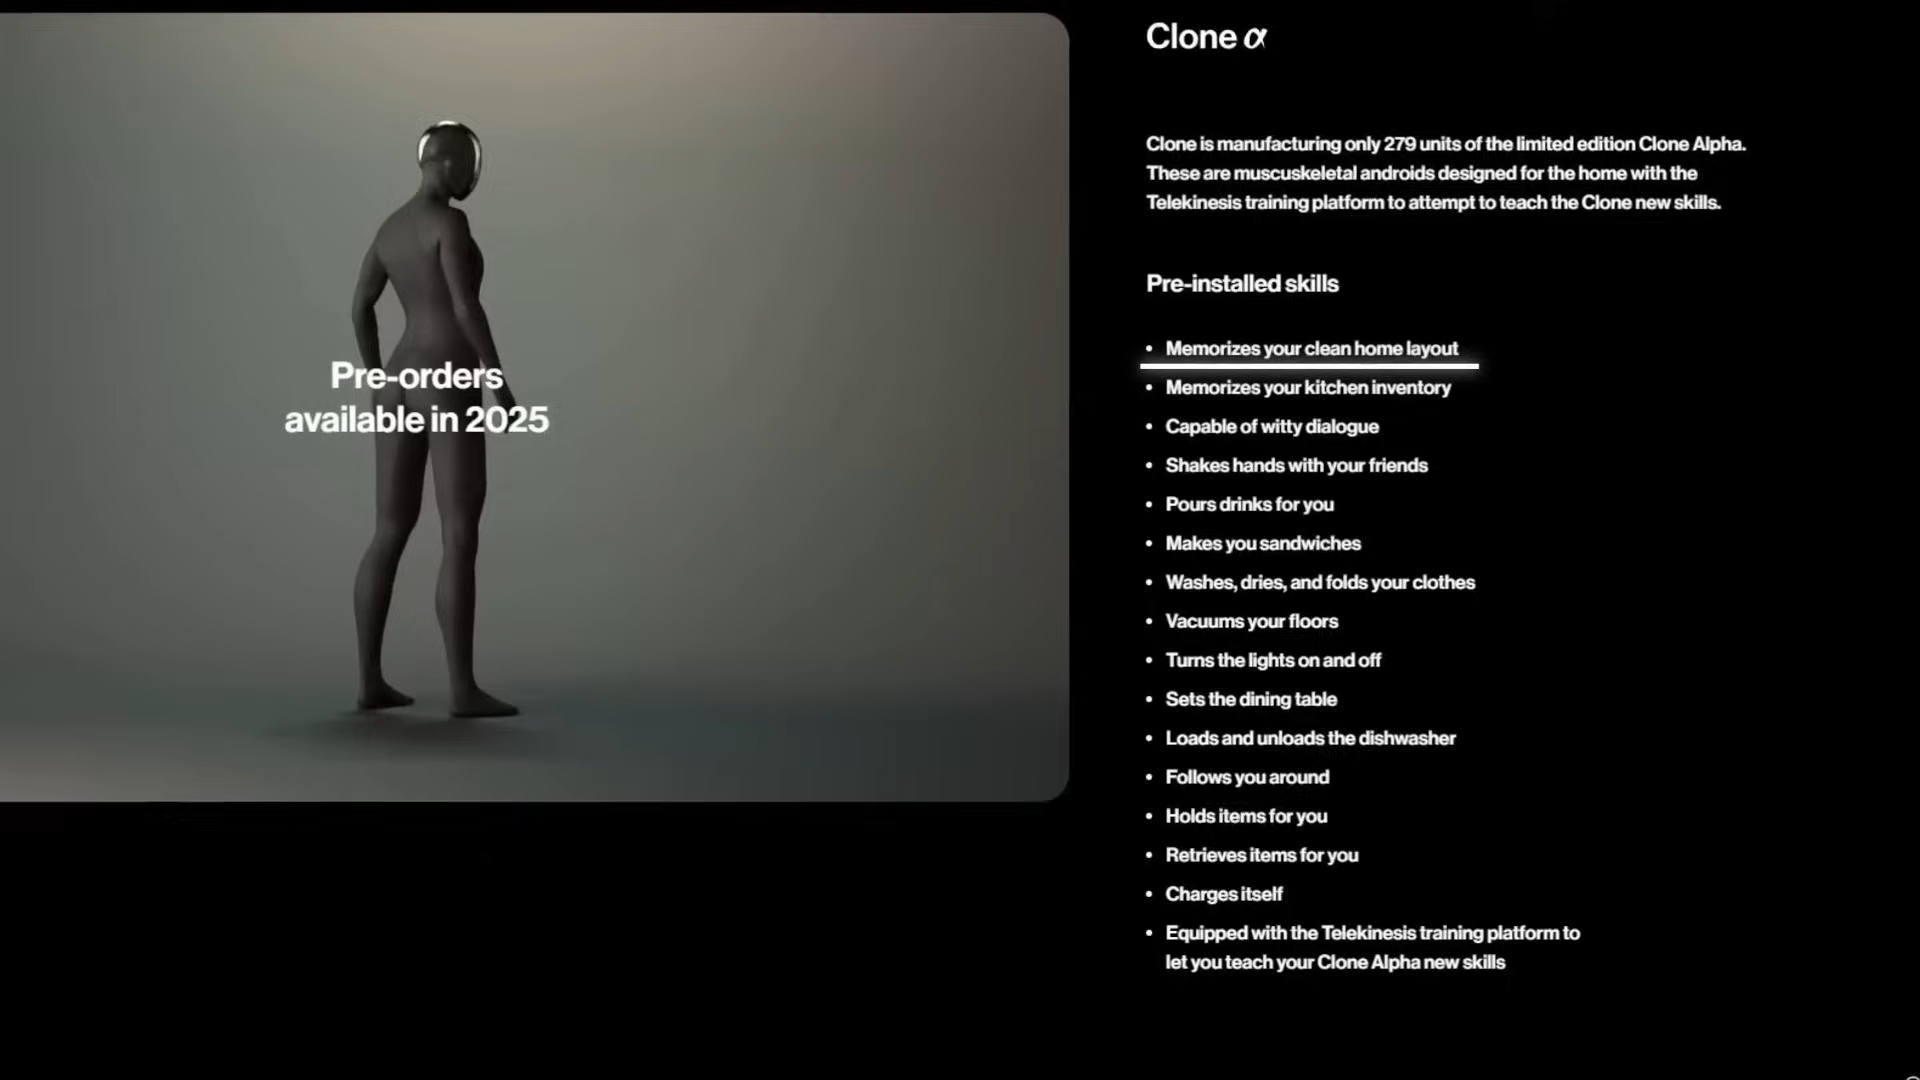 Clone α
Clone is manufacturing only 279 units of the limited edition Clone Alpha.
These are muscuskeletal androids designed for the home with the
Telekinesis training platform to attempt to teach the Clone new skills.
Pre-installed skills
• Memorizes your clean home layout
• Memorizes your kitchen inventory
• Capable of witty dialogue
• Shakes hands with your friends
• Pours drinks for you
• Makes you sandwiches
• Washes, dries, and folds your clothes
• Vacuums your floors
• Turns the lights on and off
• Sets the dining table
• Loads and unloads the dishwasher
• Follows you around
• Holds items for you
• Retrieves items for you
• Charges itself
• Equipped with the Telekinesis training platform to
let you teach your Clone Alpha new skills
Pre-orders
available in 2025